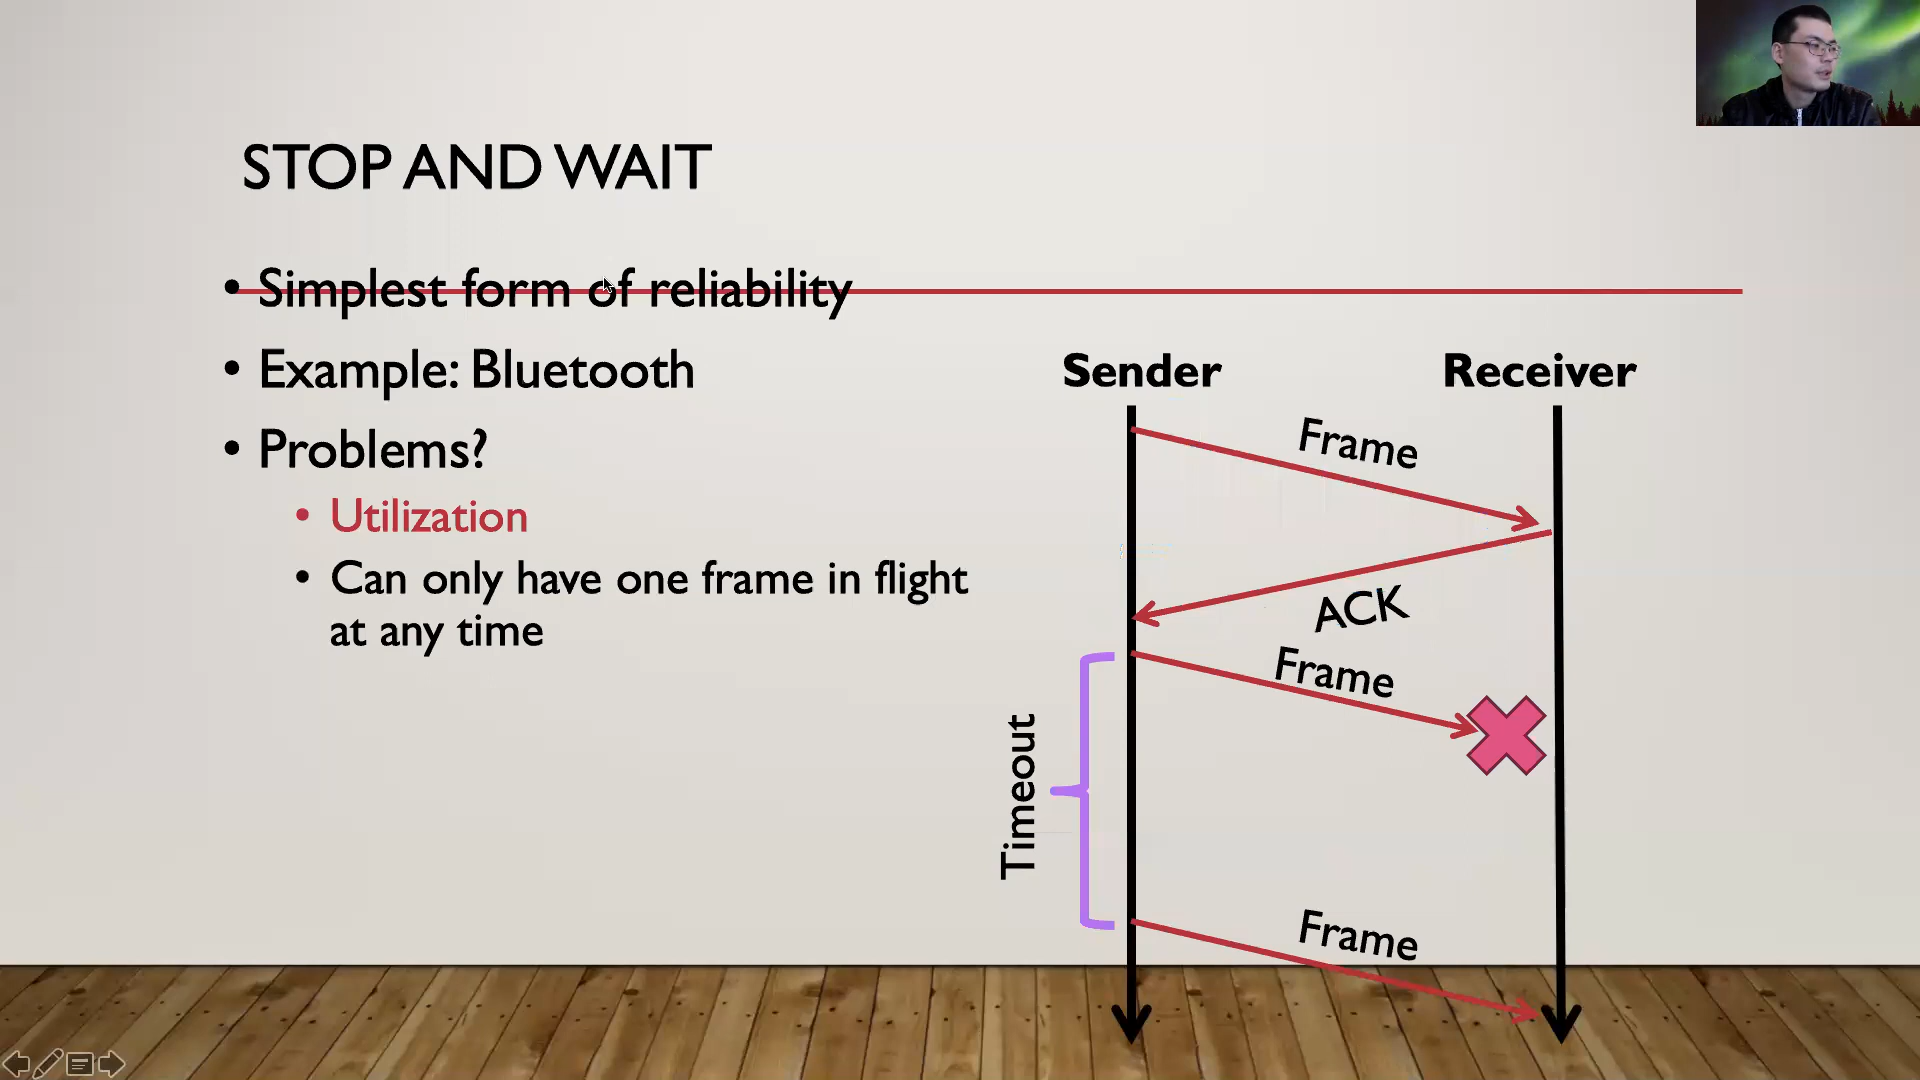 STOP AND WAIT
• Simplest form of reliability
• Example: Bluetooth
• Problems?
• Utilization
• Can only have one frame in flight
at any time
Sender
Receiver
Frame
ACK
Frame
Timeout
Frame